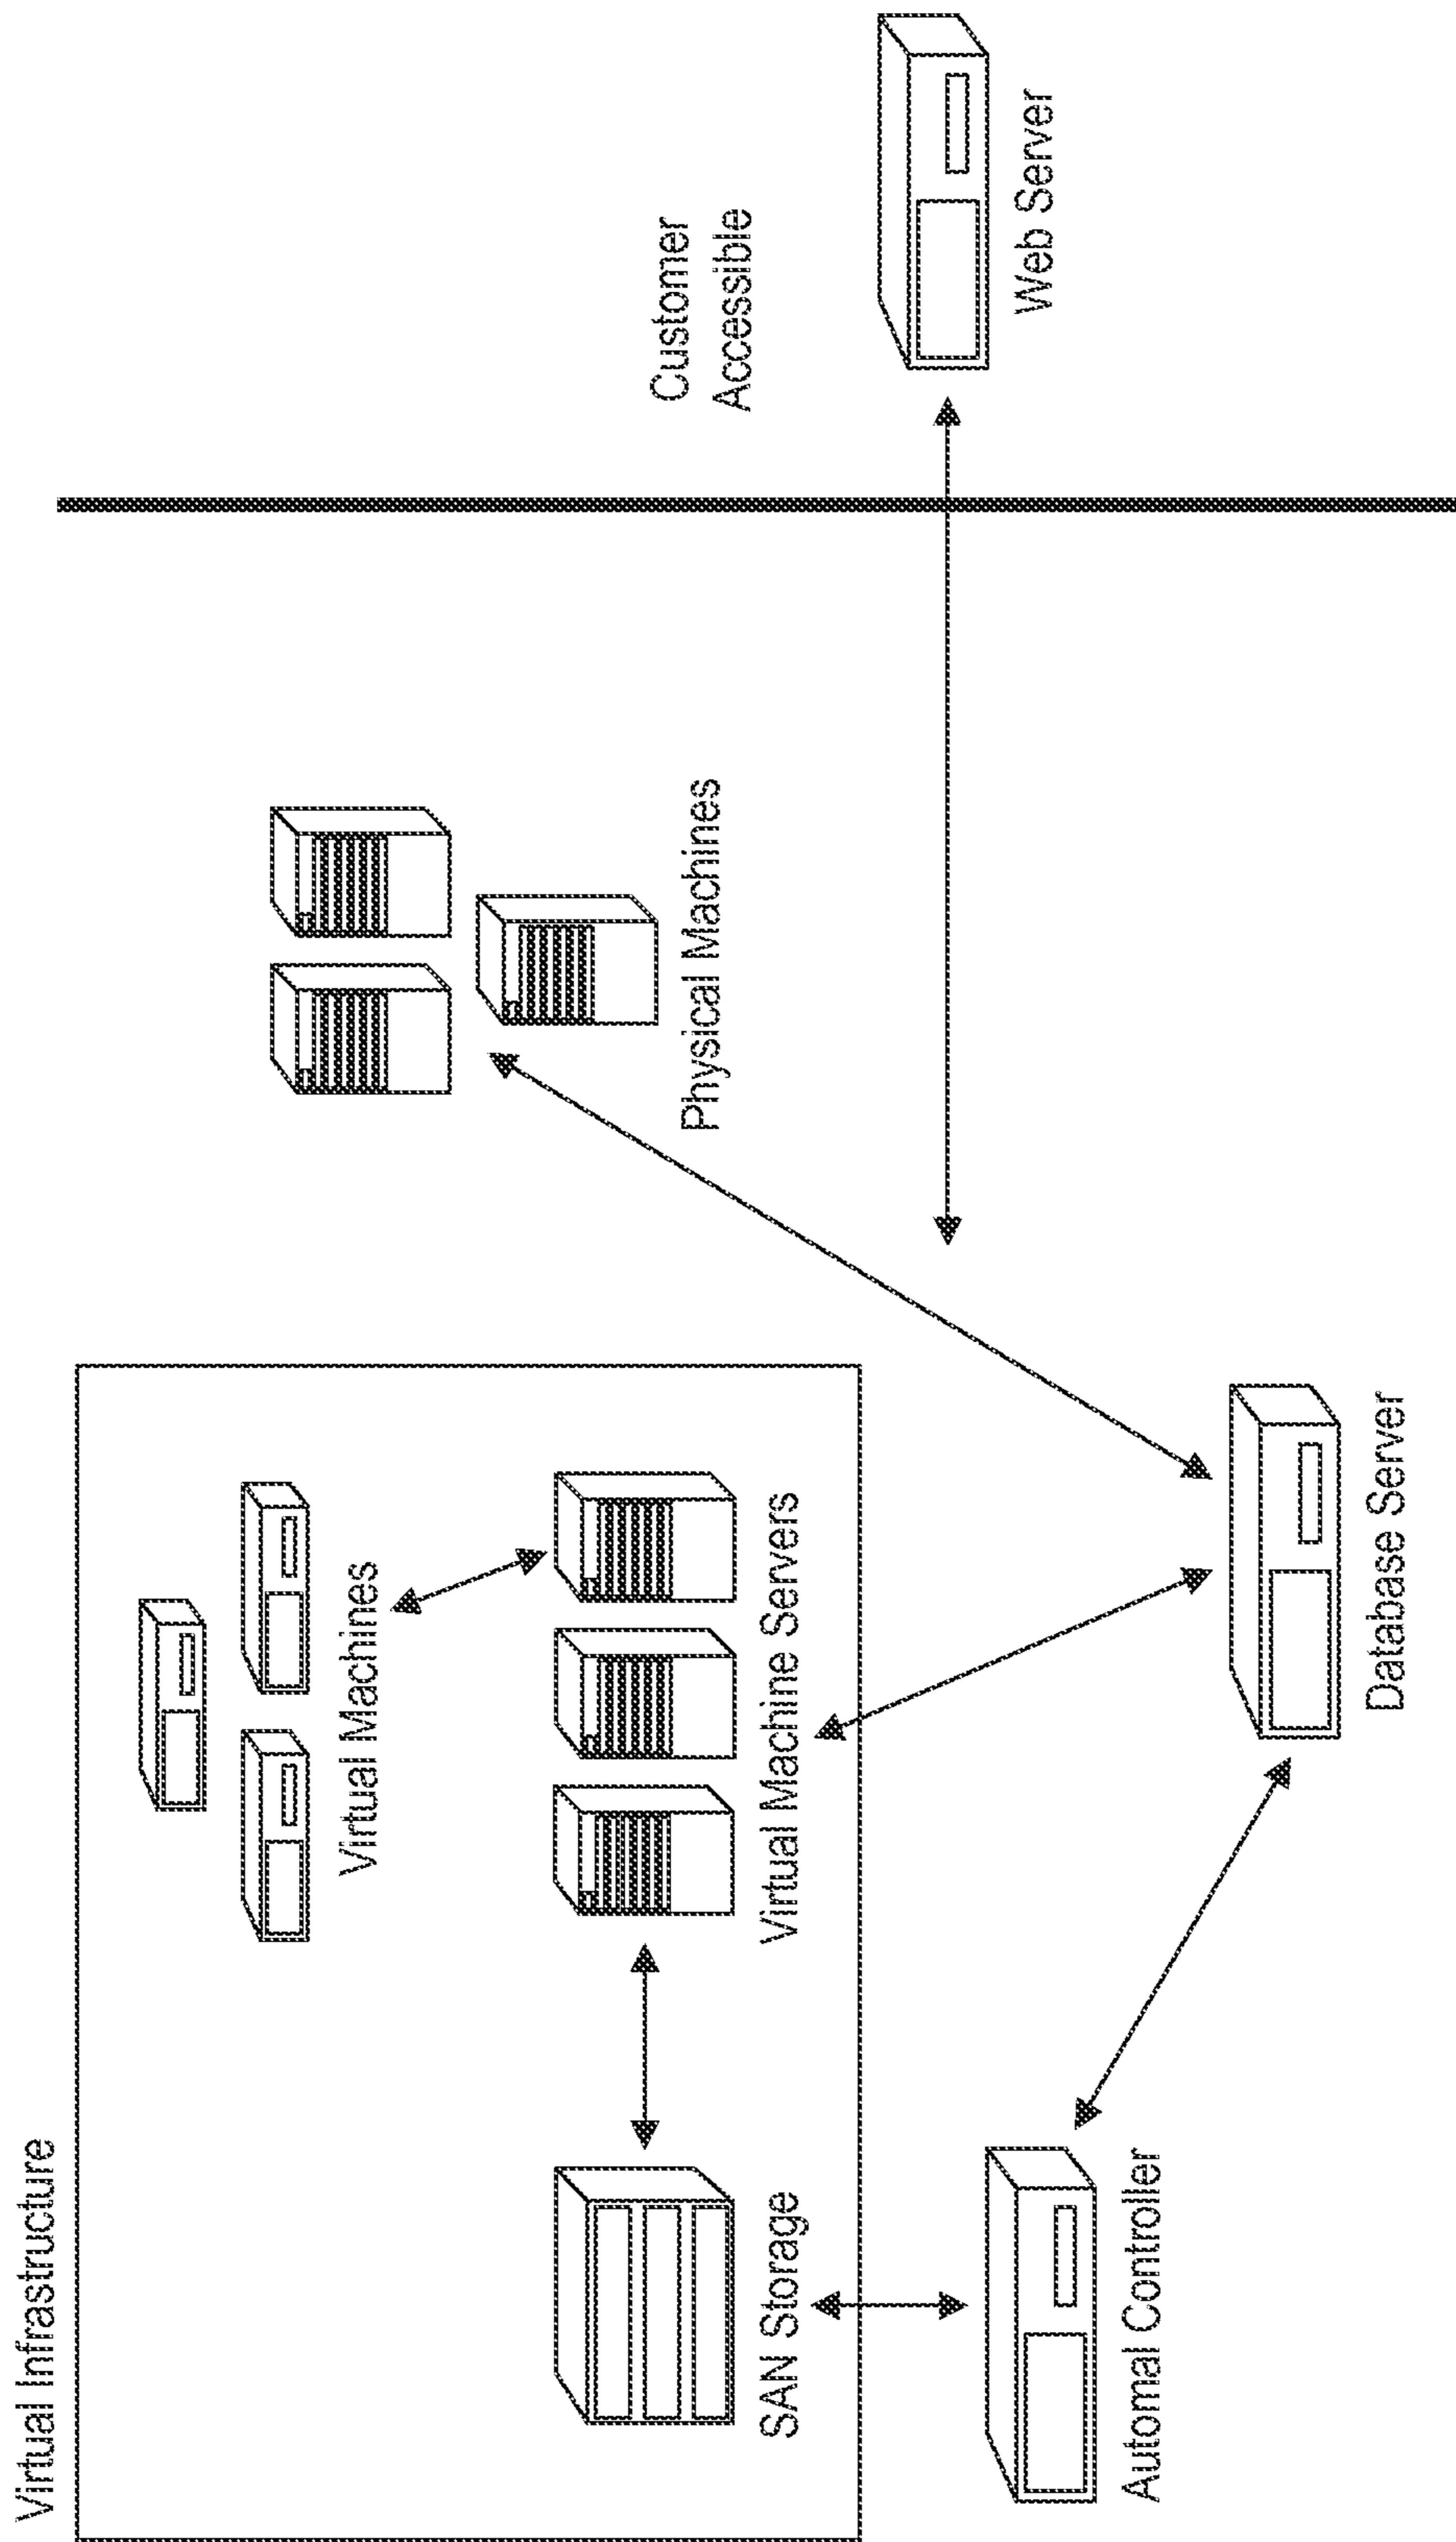 Virtual Infrastructure
Virtual Machines
SAN Storage
Virtual Machine Servers
Physical Machines
Customer
Accessible
Automal Controller
Database Server
Web Server